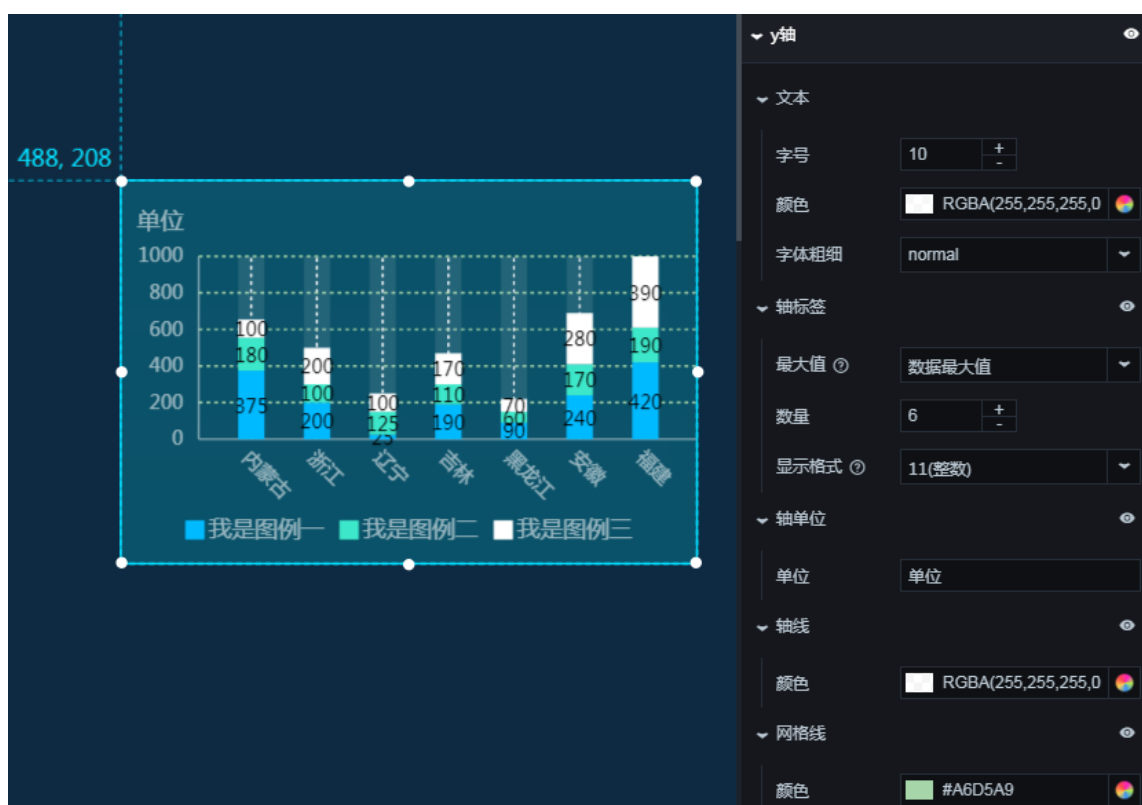 488, 208
单位
1000
800
600
400
200
0
100
180
375
200
100
200
100
125
25
170
110
190
70
60
90
280
170
240
390
190
420
内蒙古
浙江
辽宁
吉林
黑龙江
安徽
福建
我是图例一 我是图例二 我是图例三
y轴
文本
字号 10 + -
颜色 RGBA(255,255,255,0
字体粗细 normal
轴标签
最大值 ? 数据最大值
数量 6 + -
显示格式 ? 11(整数)
轴单位
单位 单位
轴线
颜色 RGBA(255,255,255,0
网格线
颜色 #A6D5A9